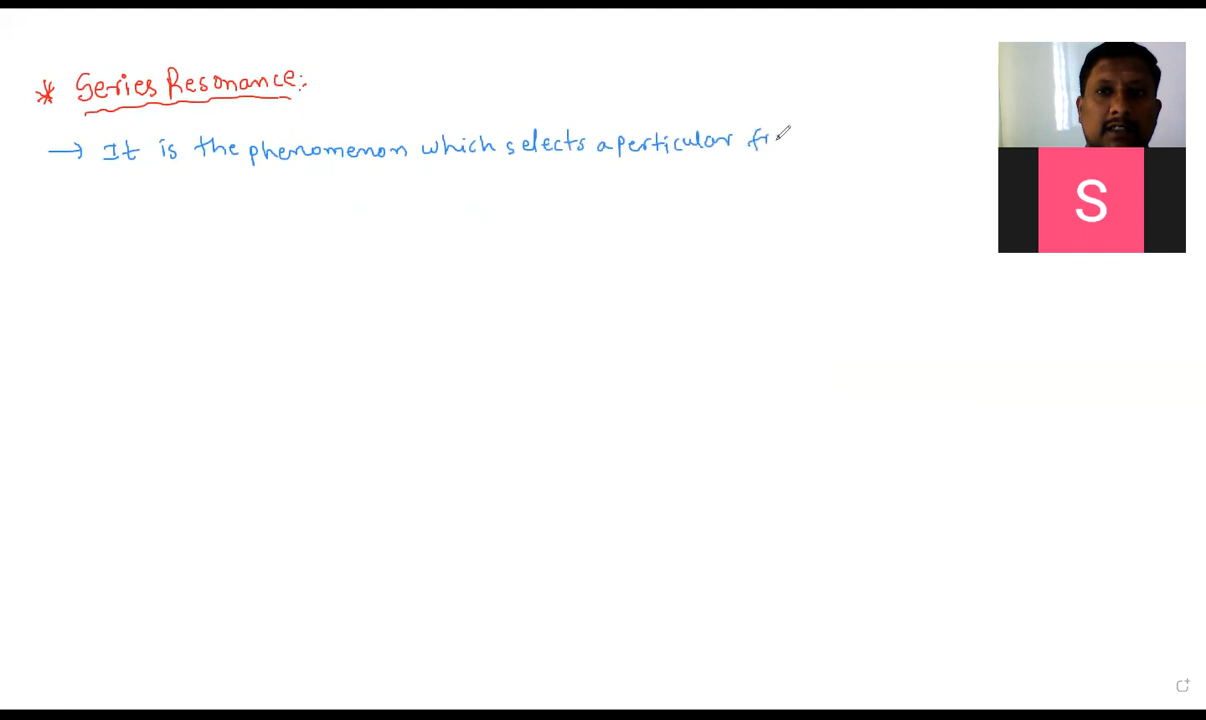 * Series Resonance:
→ It is the phenomenon which selects a perticular fr
S